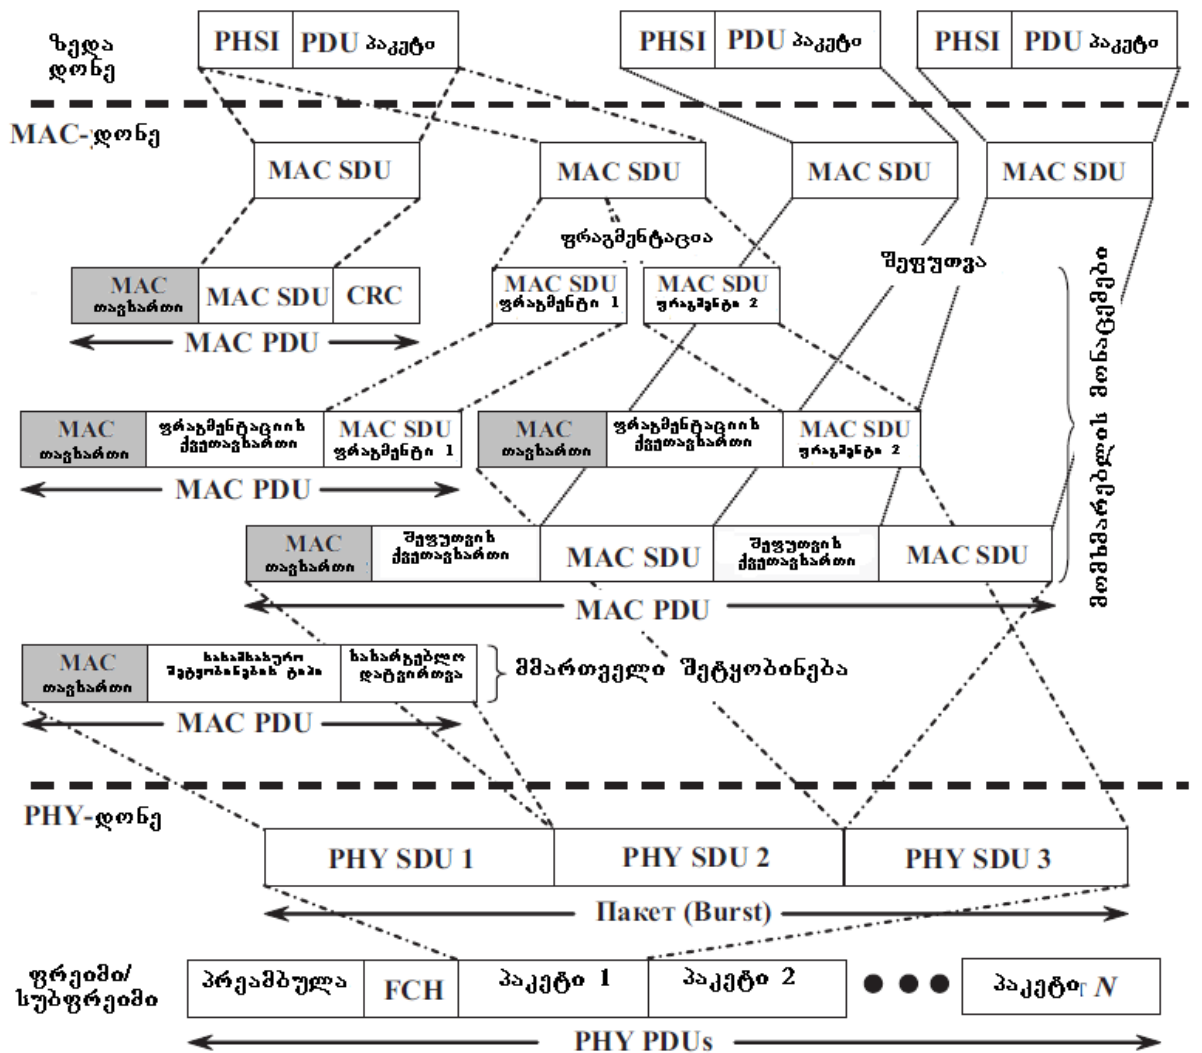 ზედა
დონე
PHSI PDU პაკეტი
PHSI PDU პაკეტი
PHSI PDU პაკეტი
MAC-დონე
MAC SDU
MAC SDU
MAC SDU
MAC SDU
ფრაგმენტაცია
შეფუთვა
MAC
თავსართი
MAC SDU
CRC
MAC SDU
ფრაგმენტი 1
MAC SDU
ფრაგმენტი 2
MAC PDU
მომხმარებლის მონაცემები
MAC
თავსართი
ფრაგმენტაციის
ქვეთავსართი
MAC SDU
ფრაგმენტი 1
MAC
თავსართი
ფრაგმენტაციის
ქვეთავსართი
MAC SDU
ფრაგმენტი 2
MAC PDU
MAC
თავსართი
შეფუთვის
ქვეთავსართი
MAC SDU
შეფუთვის
ქვეთავსართი
MAC SDU
MAC PDU
MAC
თავსართი
სასამსახურო
შეტყობინების ტიპი
სასარგებლო
დატვირთვა
მმართველი შეტყობინება
MAC PDU
PHY-დონე
PHY SDU 1
PHY SDU 2
PHY SDU 3
Пакет (Burst)
ფრეიმი/
სუბფრეიმი
პრეამბულა
FCH
პაკეტი 1
პაკეტი 2
პაკეტი N
PHY PDUs